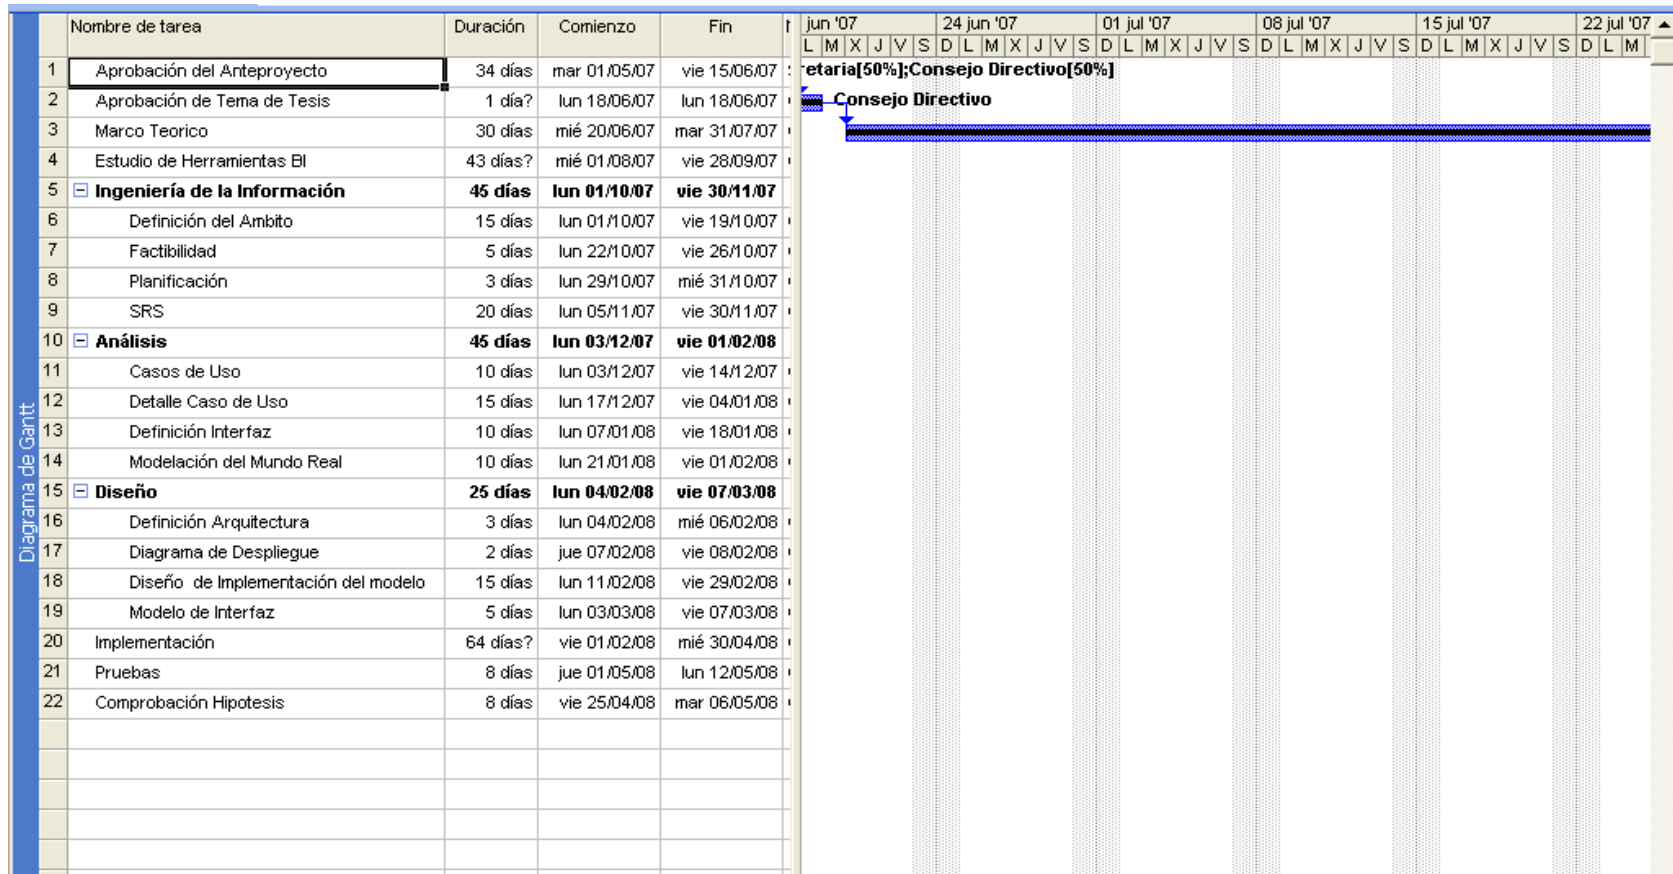 Nombre de tarea Duración Comienzo Fin
jun '07 24 jun '07 01 jul '07 08 jul '07 15 jul '07 22 jul '07
L M X J V S D L M X J V S D L M X J V S D L M X J V S D L M X J V S D L M
1 Aprobación del Anteproyecto 34 días mar 01/05/07 vie 15/06/07 retaria[50%];Consejo Directivo[50%]
2 Aprobación de Tema de Tesis 1 día? lun 18/06/07 lun 18/06/07 Consejo Directivo
3 Marco Teorico 30 días mié 20/06/07 mar 31/07/07
4 Estudio de Herramientas BI 43 días? mié 01/08/07 vie 28/09/07
5 Ingeniería de la Información 45 días lun 01/10/07 vie 30/11/07
6 Definición del Ambito 15 días lun 01/10/07 vie 19/10/07
7 Factibilidad 5 días lun 22/10/07 vie 26/10/07
8 Planificación 3 días lun 29/10/07 mié 31/10/07
9 SRS 20 días lun 05/11/07 vie 30/11/07
10 Análisis 45 días lun 03/12/07 vie 01/02/08
11 Casos de Uso 10 días lun 03/12/07 vie 14/12/07
12 Detalle Caso de Uso 15 días lun 17/12/07 vie 04/01/08
13 Definición Interfaz 10 días lun 07/01/08 vie 18/01/08
14 Modelación del Mundo Real 10 días lun 21/01/08 vie 01/02/08
15 Diseño 25 días lun 04/02/08 vie 07/03/08
16 Definición Arquitectura 3 días lun 04/02/08 mié 06/02/08
17 Diagrama de Despliegue 2 días jue 07/02/08 vie 08/02/08
18 Diseño de Implementación del modelo 15 días lun 11/02/08 vie 29/02/08
19 Modelo de Interfaz 5 días lun 03/03/08 vie 07/03/08
20 Implementación 64 días? vie 01/02/08 mié 30/04/08
21 Pruebas 8 días jue 01/05/08 lun 12/05/08
22 Comprobación Hipotesis 8 días vie 25/04/08 mar 06/05/08
Diagrama de Gantt